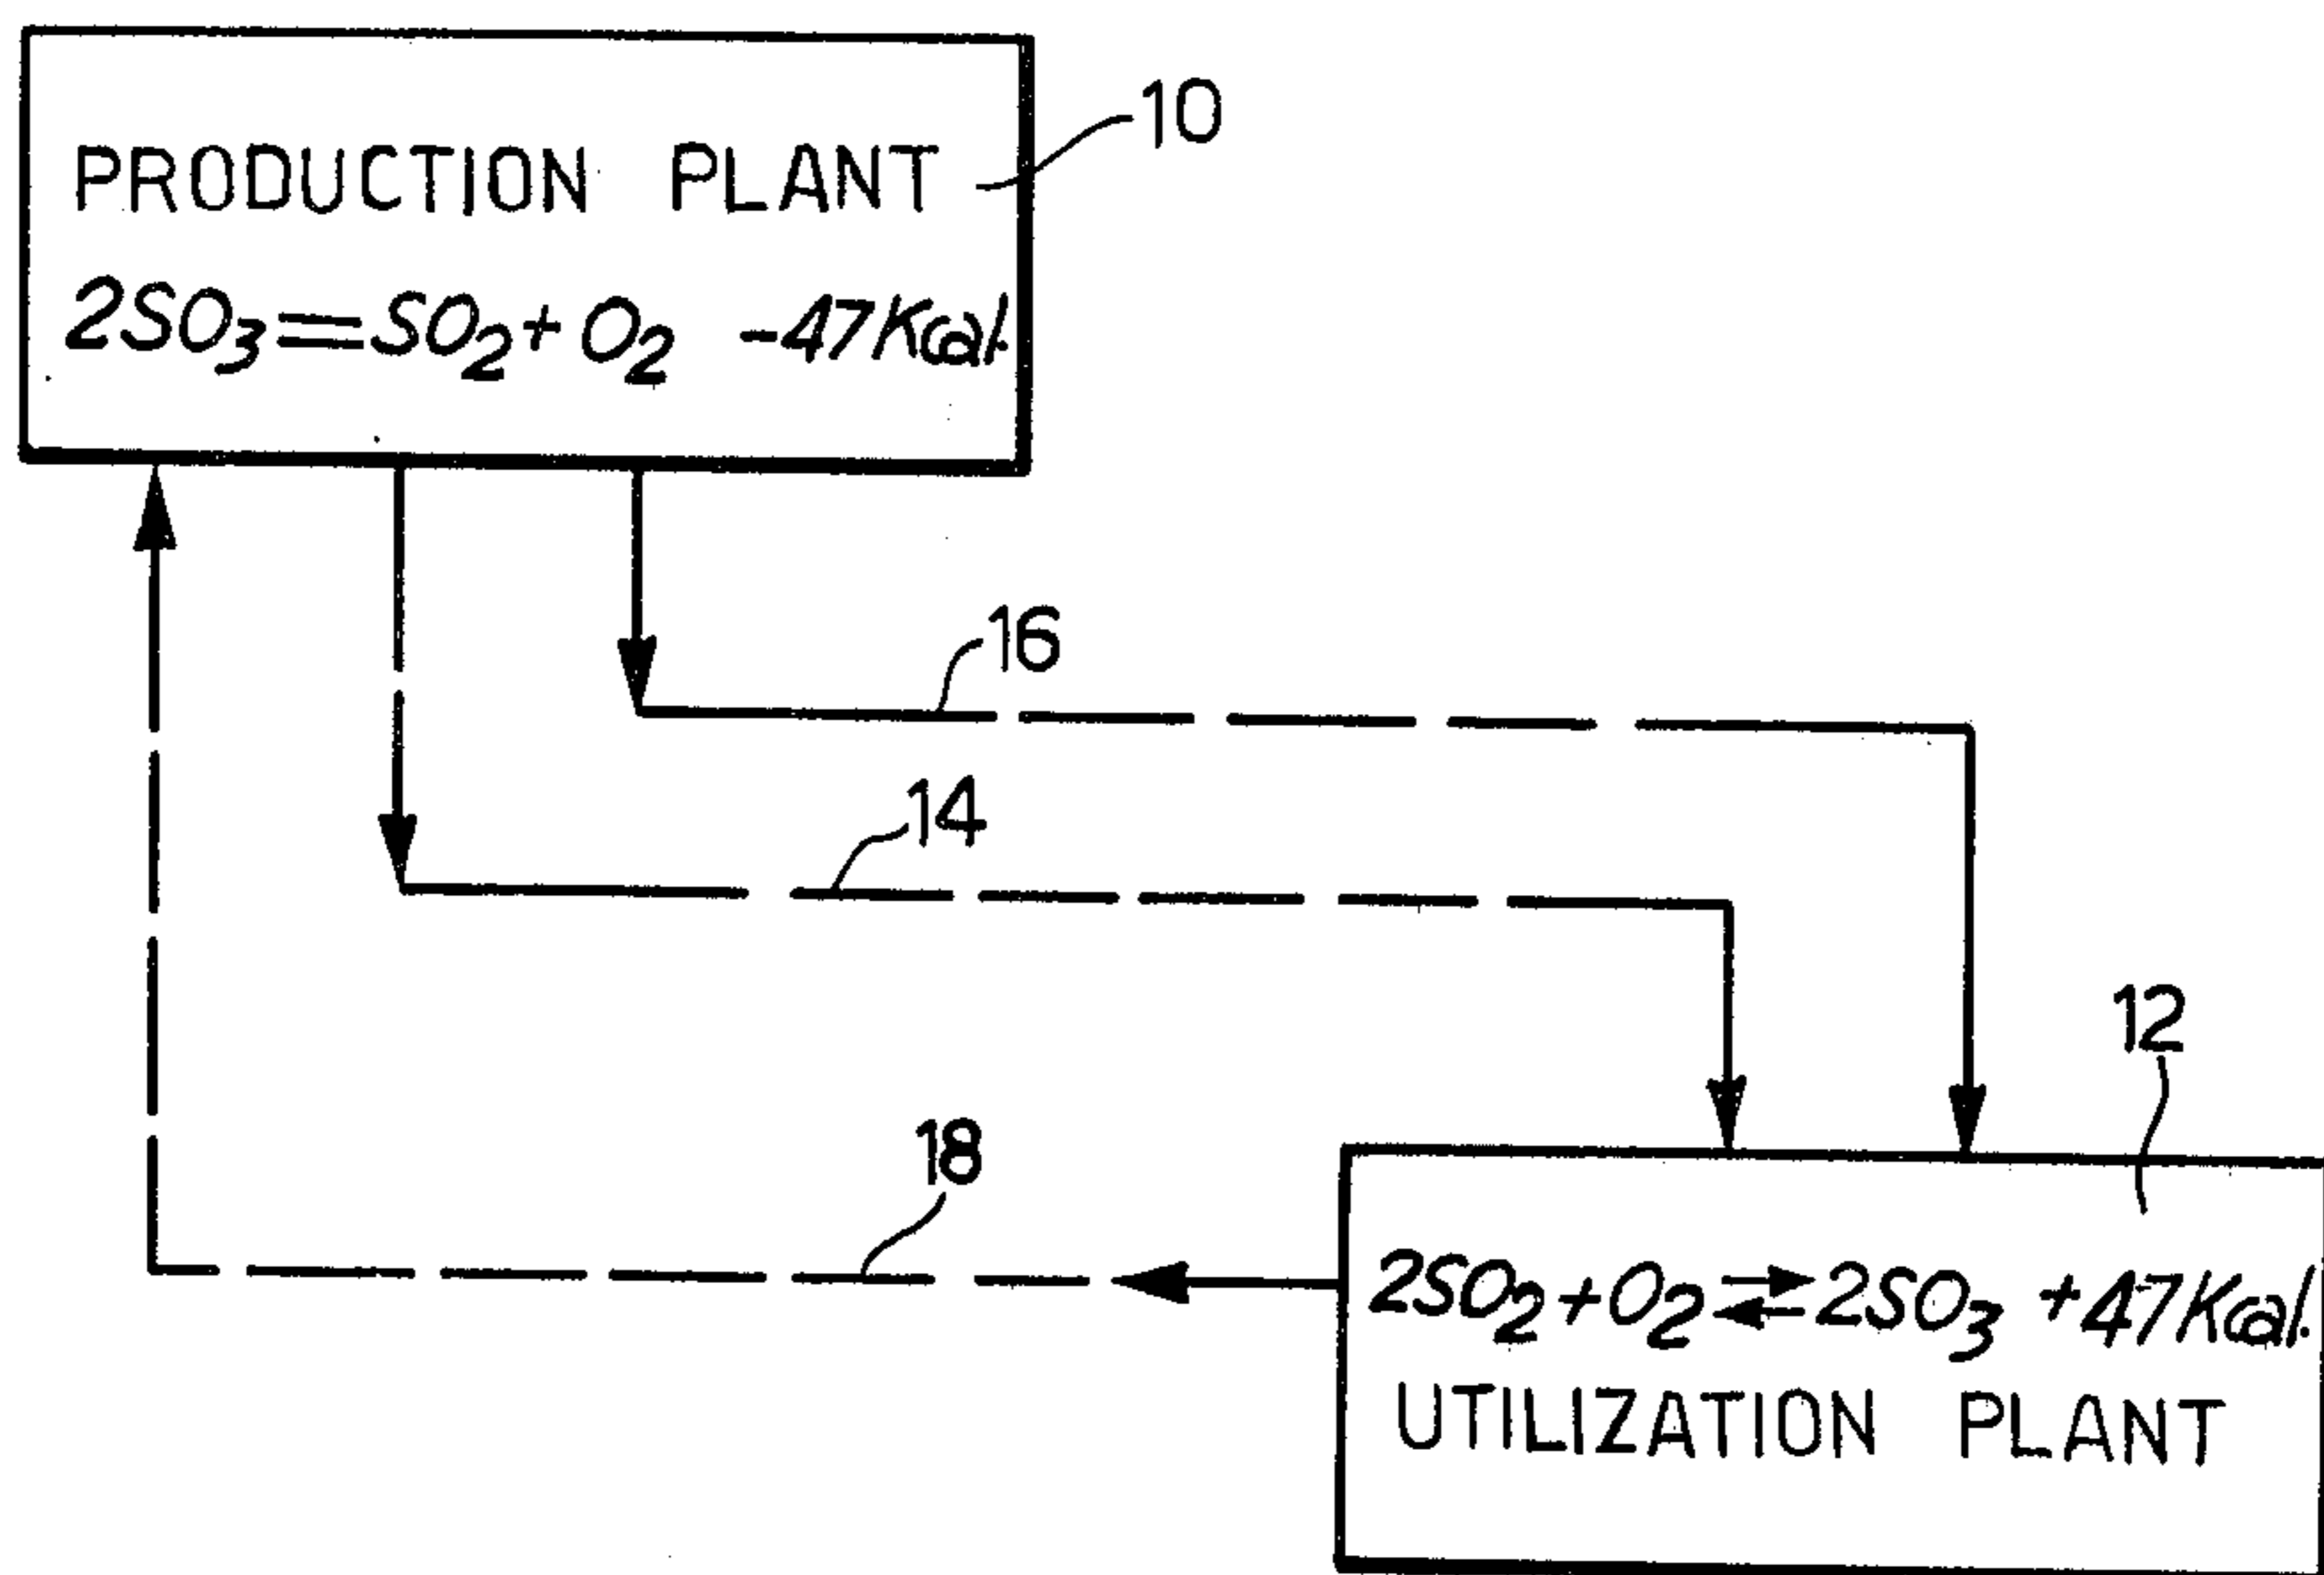 10
PRODUCTION PLANT
2SO₃=SO₂+O₂ -47Kcal.
16
14
12
18
2SO₂+O₂⇄2SO₃ +47Kcal.
UTILIZATION PLANT